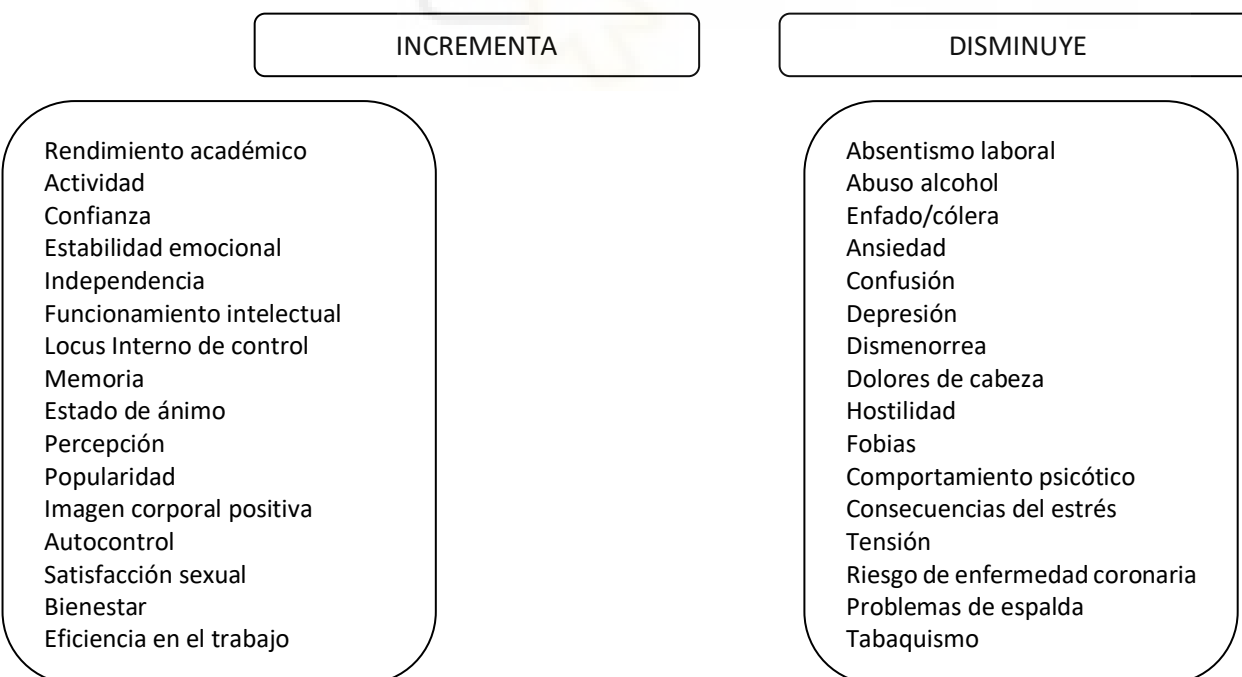 INCREMENTA
DISMINUYE
Rendimiento académico
Actividad
Confianza
Estabilidad emocional
Independencia
Funcionamiento intelectual
Locus Interno de control
Memoria
Estado de ánimo
Percepción
Popularidad
Imagen corporal positiva
Autocontrol
Satisfacción sexual
Bienestar
Eficiencia en el trabajo
Absentismo laboral
Abuso alcohol
Enfado/cólera
Ansiedad
Confusión
Depresión
Dismenorrea
Dolores de cabeza
Hostilidad
Fobias
Comportamiento psicótico
Consecuencias del estrés
Tensión
Riesgo de enfermedad coronaria
Problemas de espalda
Tabaquismo